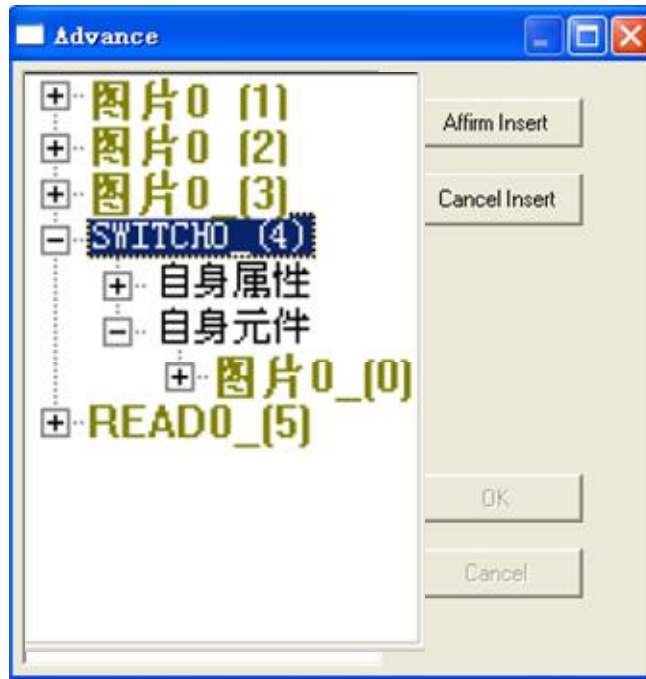 Advance
图片0_(1)
图片0_(2)
图片0_(3)
SWITCH0_(4)
自身属性
自身元件
图片0_(0)
READ0_(5)
Affirm Insert
Cancel Insert
OK
Cancel